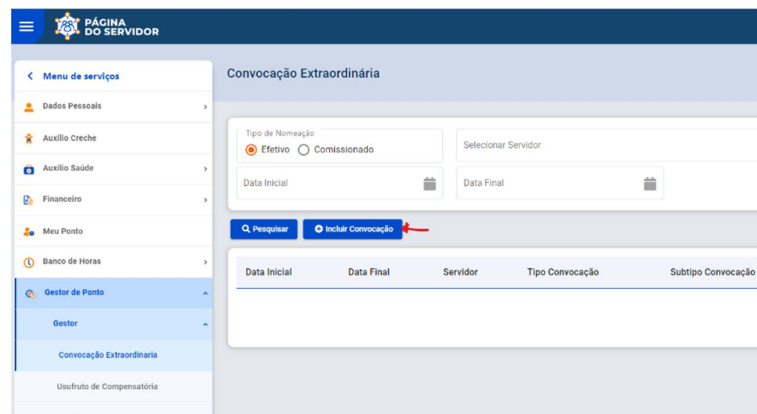 PÁGINA
DO SERVIDOR
Menu de serviços
Dados Pessoais
Auxílio Creche
Auxílio Saúde
Financeiro
Meu Ponto
Banco de Horas
Gestor de Ponto
Gestor
Convocação Extraordinaria
Usufruto de Compensatória
Convocação Extraordinária
Tipo de Nomeação
Efetivo Comissionado
Selecionar Servidor
Data Inicial
Data Final
Pesquisar
Incluir Convocação
Data Inicial Data Final Servidor Tipo Convocação Subtipo Convocação